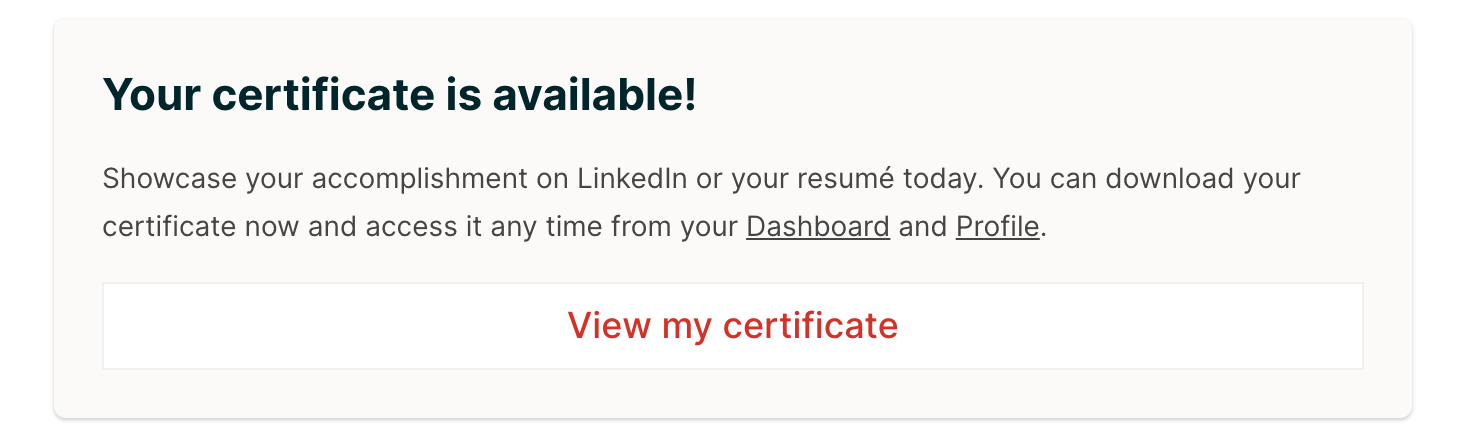 Your certificate is available!
Showcase your accomplishment on LinkedIn or your resumé today. You can download your
certificate now and access it any time from your Dashboard and Profile.
View my certificate